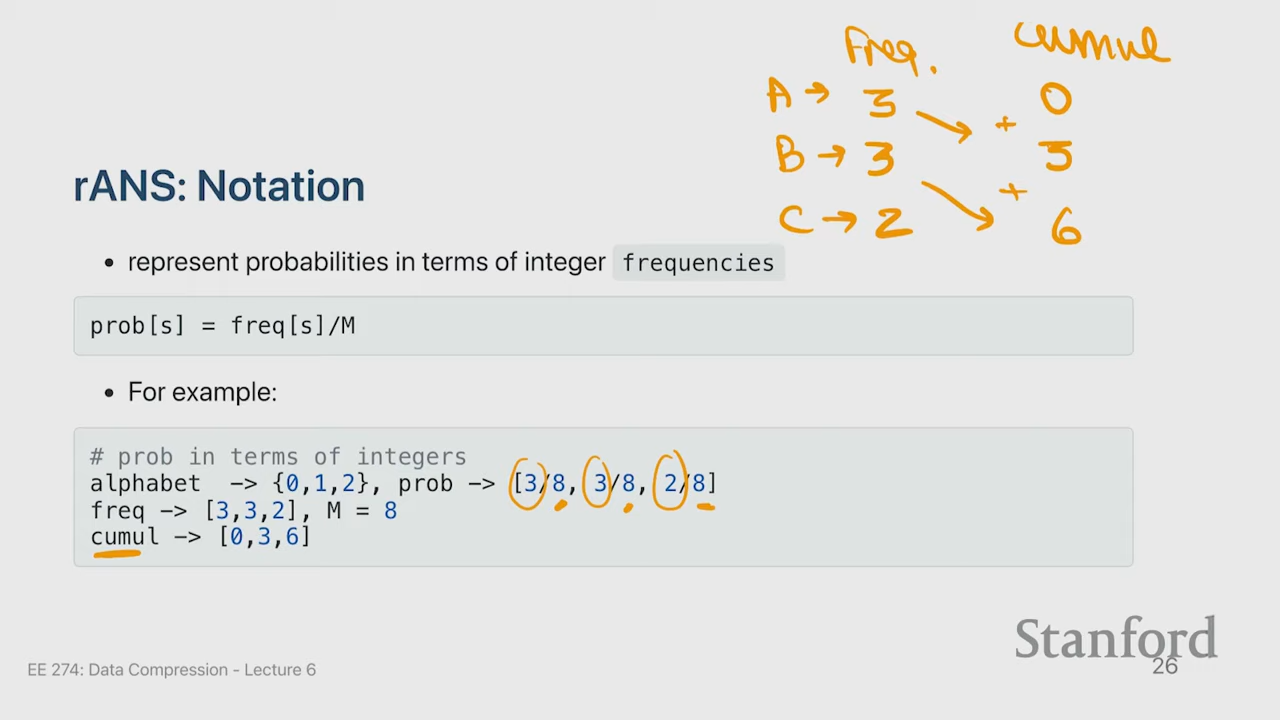 Freq. cumul
A → 3 0
+
B → 3 3
+
C → 2 6
rANS: Notation
• represent probabilities in terms of integer frequencies
prob[s] = freq[s]/M
• For example:
# prob in terms of integers
alphabet -> {0,1,2}, prob -> [3/8, 3/8, 2/8]
freq -> [3,3,2], M = 8
cumul -> [0,3,6]
Stanford
EE 274: Data Compression - Lecture 6
26